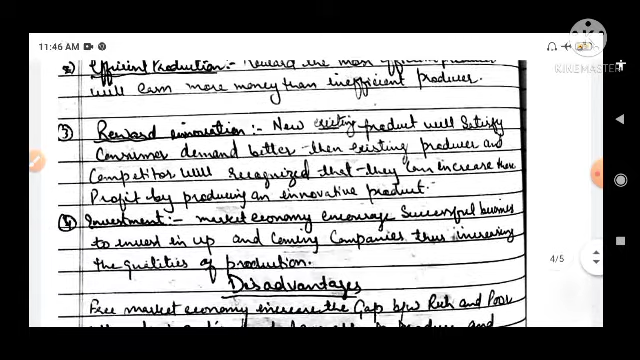 11:46 AM
KINEMASTER
2) Efficient Production:- Reward the most efficient producer
will earn more money than inefficient producer.
3) Reward innovation:- New existing product will satisfy
Consumer demand better then existing producer and
Competitor will recognized that they can increase their
Profit by producing an innovative product.
4) Investment:- market economy encourage Successful business
to invest in up and coming Companies thus increasing
the qualities of production.
4/5
Disadvantages
Free market economy increase the Gap b/w Rich and Poor